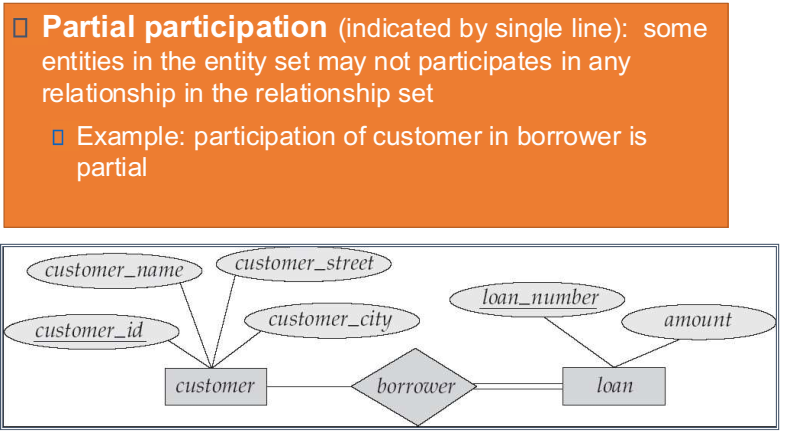 Partial participation (indicated by single line): some
entities in the entity set may not participates in any
relationship in the relationship set
Example: participation of customer in borrower is
partial
customer_name
customer_street
customer_id
customer_city
loan_number
amount
customer
borrower
loan